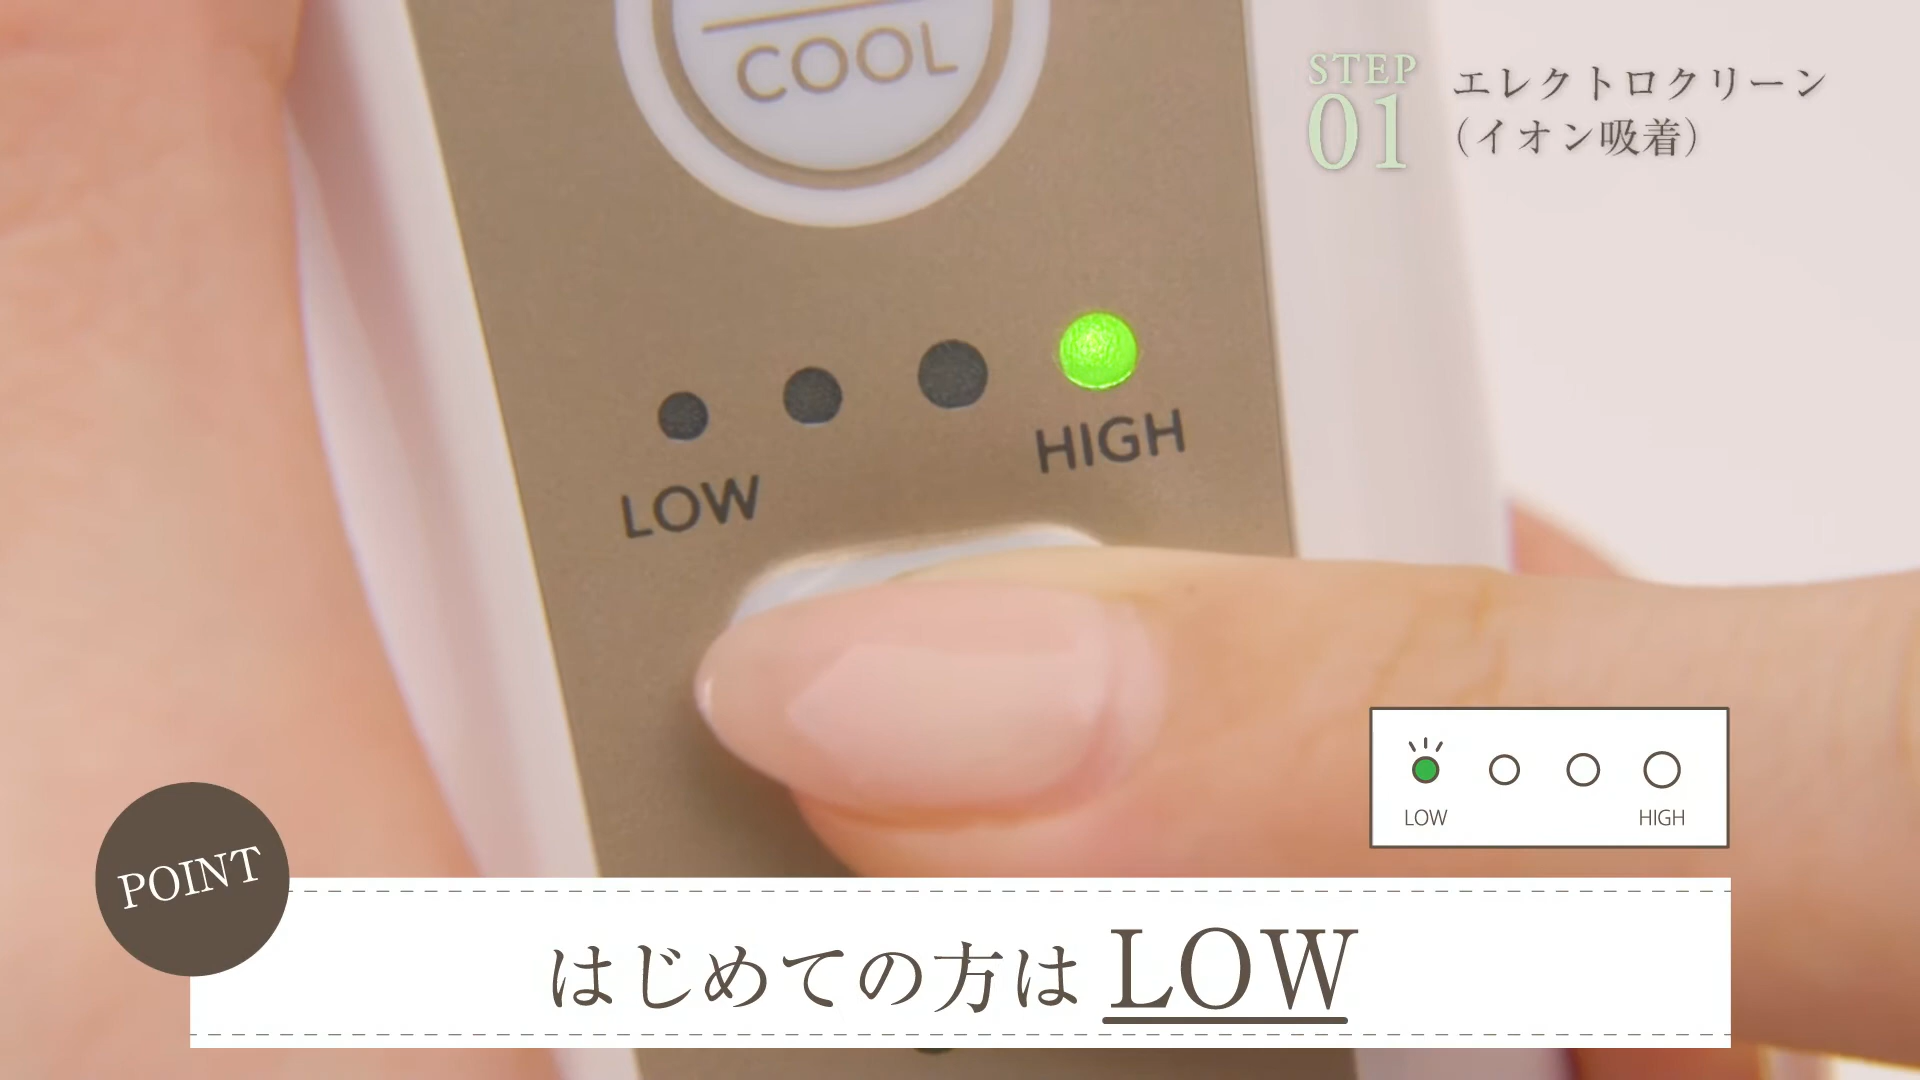 COOL
STEP
01
エレクトロクリーン
（イオン吸着）
LOW
HIGH
LOW
HIGH
POINT
はじめての方は LOW